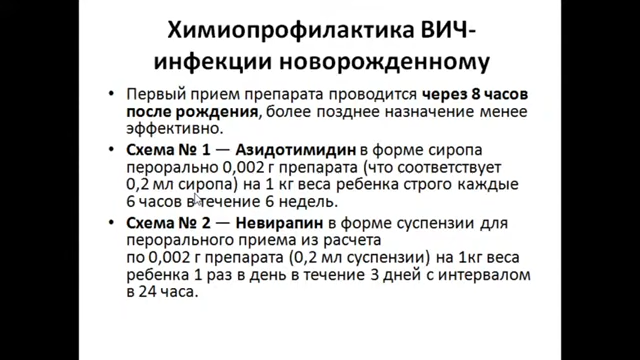 Химиопрофилактика ВИЧ-
инфекции новорожденному
• Первый прием препарата проводится через 8 часов
после рождения, более позднее назначение менее
эффективно.
• Схема № 1 — Азидотимидин в форме сиропа
перорально 0,002 г препарата (что соответствует
0,2 мл сиропа) на 1 кг веса ребенка строго каждые
6 часов в течение 6 недель.
• Схема № 2 — Невирапин в форме суспензии для
перорального приема из расчета
по 0,002 г препарата (0,2 мл суспензии) на 1кг веса
ребенка 1 раз в день в течение 3 дней с интервалом
в 24 часа.